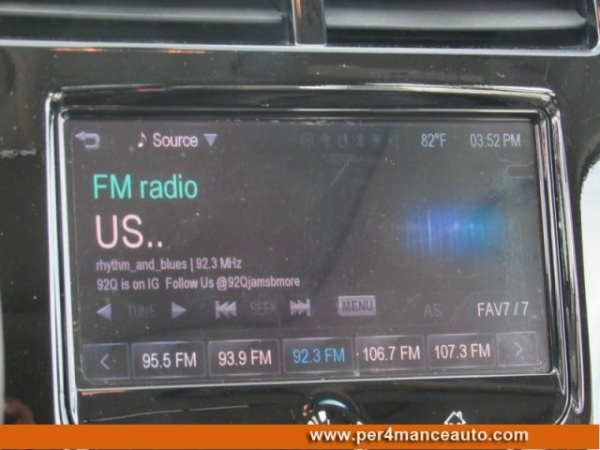 ♪ Source ▼ 82°F 03:52 PM
FM radio
US..
rhythm_and_blues | 92.3 MHz
92Q is on IG Follow Us @92Qjamsbmore
TUNE SEEK MENU AS FAV7 / 7
95.5 FM 93.9 FM 92.3 FM 106.7 FM 107.3 FM
www.per4manceauto.com